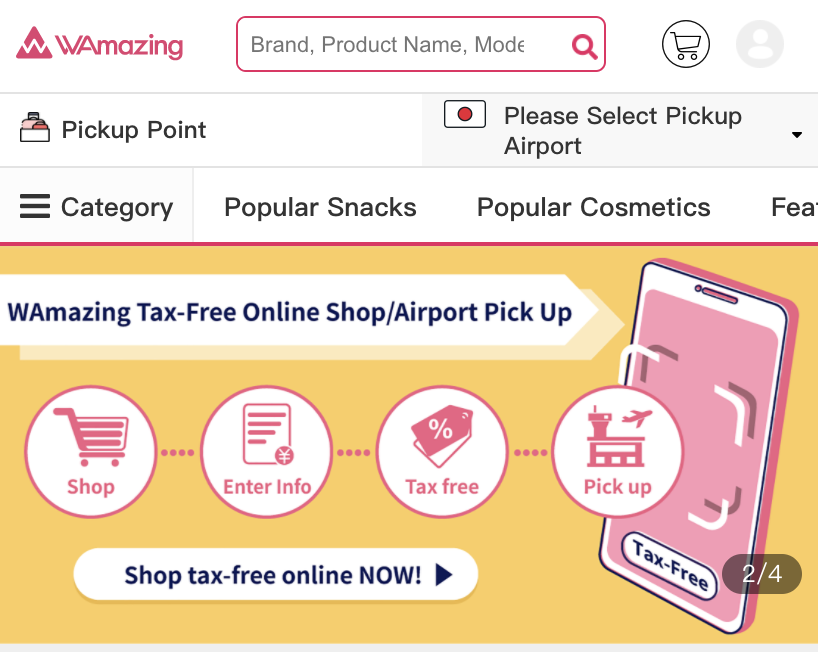 WAmazing
Brand, Product Name, Mode
Pickup Point
Please Select Pickup
Airport
Category
Popular Snacks
Popular Cosmetics
Feat
WAmazing Tax-Free Online Shop/Airport Pick Up
Shop
Enter Info
¥
%
Tax free
Pick up
Shop tax-free online NOW!
Tax-Free
2/4